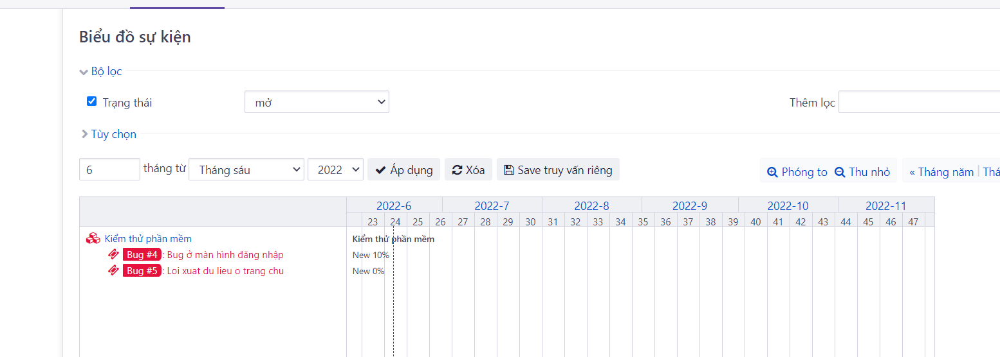 Biểu đồ sự kiện
Bộ lọc
Trạng thái mở Thêm lọc
Tùy chọn
6 tháng từ Tháng sáu 2022 Áp dụng Xóa Save truy vấn riêng Phóng to Thu nhỏ « Tháng năm | Thá
2022-6 2022-7 2022-8 2022-9 2022-10 2022-11
23 24 25 26 27 28 29 30 31 32 33 34 35 36 37 38 39 40 41 42 43 44 45 46 47
Kiểm thử phần mềm Kiểm thử phần mềm
Bug #4: Bug ở màn hình đăng nhập New 10%
Bug #5: Loi xuat du lieu o trang chu New 0%